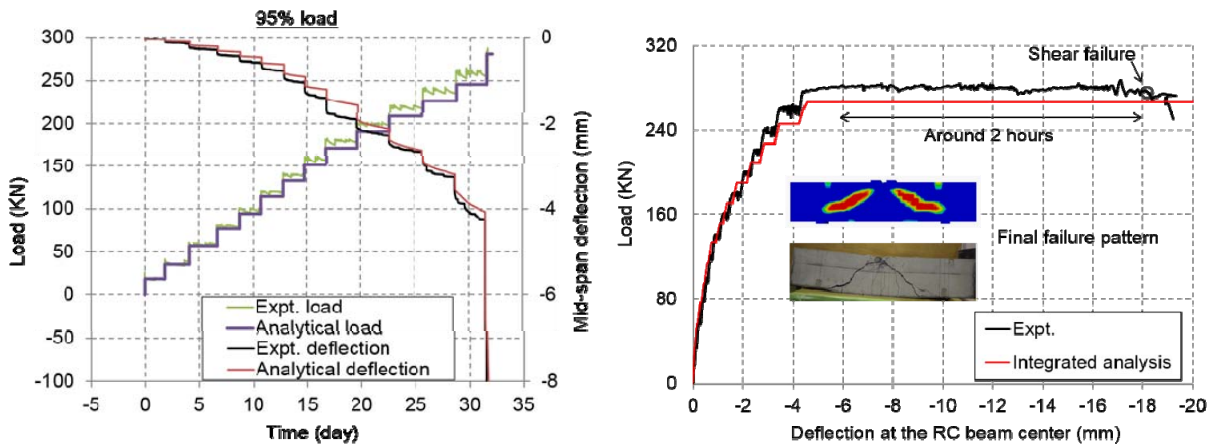 95% load
300
250
200
150
100
50
0
-50
-100
Load (KN)
0
-2
-4
-6
-8
Mid-span deflection (mm)
Expt. load
Analytical load
Expt. deflection
Analytical deflection
-5 0 5 10 15 20 25 30 35
Time (day)
320
240
160
80
0
Load (KN)
Shear failure
Around 2 hours
Final failure pattern
Expt.
Integrated analysis
0 -2 -4 -6 -8 -10 -12 -14 -16 -18 -20
Deflection at the RC beam center (mm)